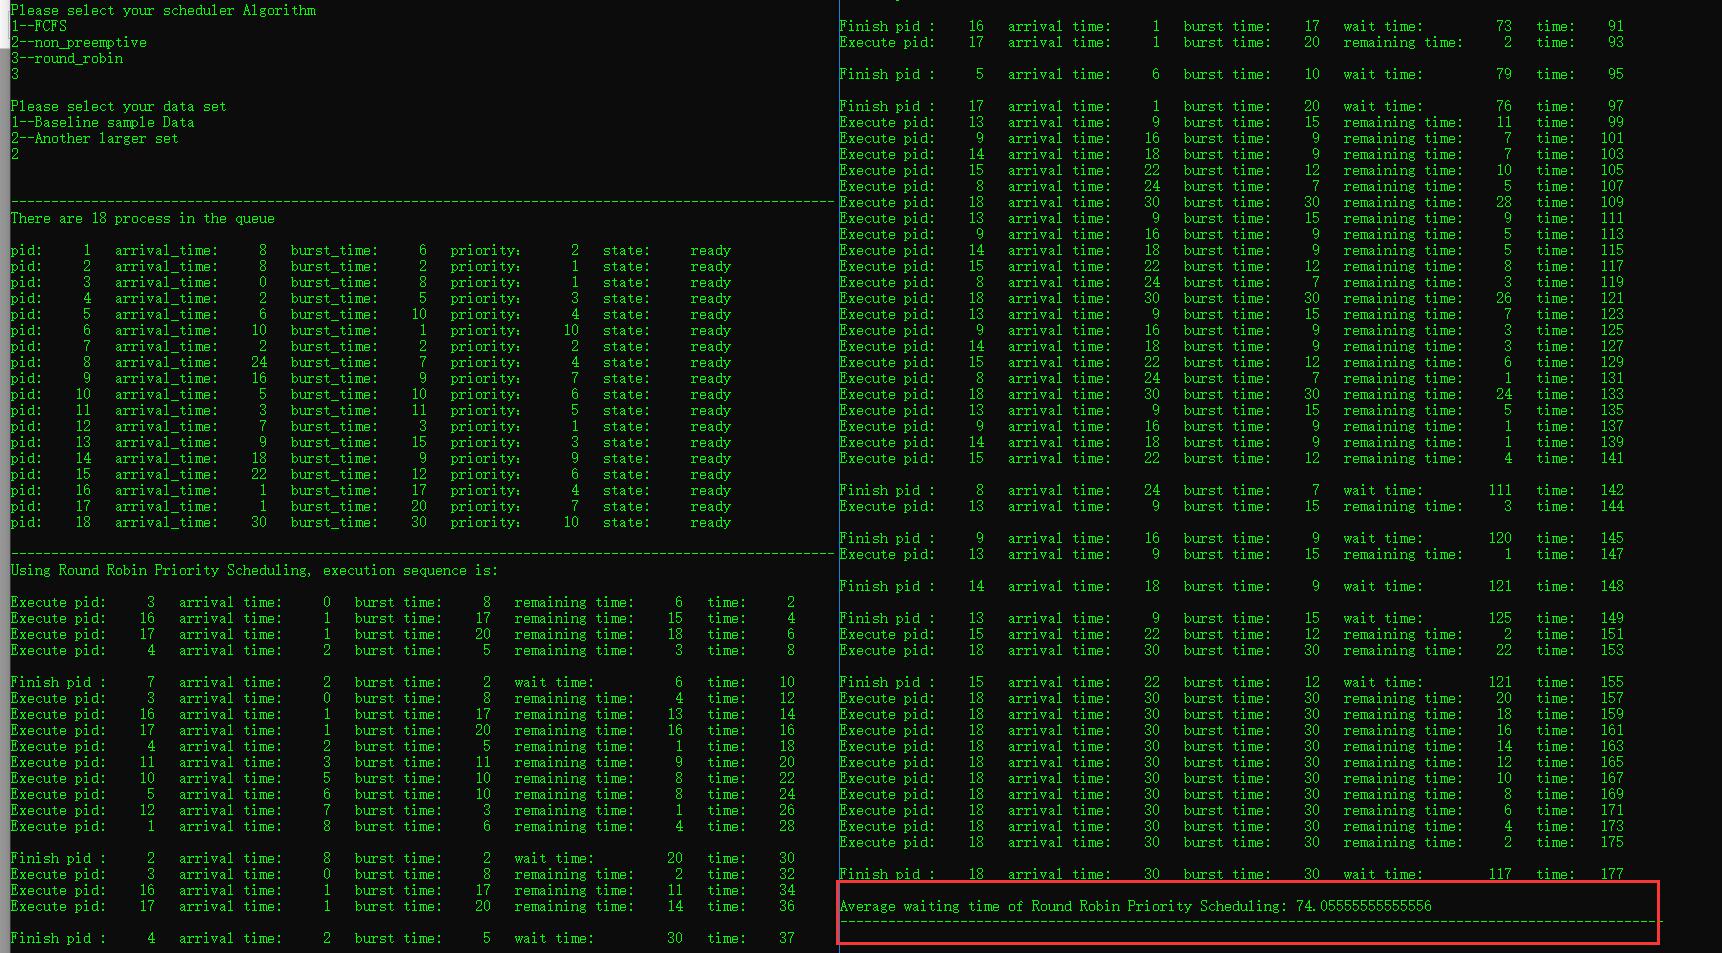 Please select your scheduler Algorithm
1--FCFS
2--non_preemptive
3--round_robin
3
Please select your data set
1--Baseline sample Data
2--Another larger set
2
--------------------------------------------------------------------------------------------------------
There are 18 process in the queue
pid: 1 arrival_time: 8 burst_time: 6 priority: 2 state: ready
pid: 2 arrival_time: 8 burst_time: 2 priority: 1 state: ready
pid: 3 arrival_time: 0 burst_time: 8 priority: 1 state: ready
pid: 4 arrival_time: 2 burst_time: 5 priority: 3 state: ready
pid: 5 arrival_time: 6 burst_time: 10 priority: 4 state: ready
pid: 6 arrival_time: 10 burst_time: 1 priority: 10 state: ready
pid: 7 arrival_time: 2 burst_time: 2 priority: 2 state: ready
pid: 8 arrival_time: 24 burst_time: 7 priority: 4 state: ready
pid: 9 arrival_time: 16 burst_time: 9 priority: 7 state: ready
pid: 10 arrival_time: 5 burst_time: 10 priority: 6 state: ready
pid: 11 arrival_time: 3 burst_time: 11 priority: 5 state: ready
pid: 12 arrival_time: 7 burst_time: 3 priority: 1 state: ready
pid: 13 arrival_time: 9 burst_time: 15 priority: 3 state: ready
pid: 14 arrival_time: 18 burst_time: 9 priority: 9 state: ready
pid: 15 arrival_time: 22 burst_time: 12 priority: 6 state: ready
pid: 16 arrival_time: 1 burst_time: 17 priority: 4 state: ready
pid: 17 arrival_time: 1 burst_time: 20 priority: 7 state: ready
pid: 18 arrival_time: 30 burst_time: 30 priority: 10 state: ready
--------------------------------------------------------------------------------------------------------
Using Round Robin Priority Scheduling, execution sequence is:
Execute pid: 3 arrival time: 0 burst time: 8 remaining time: 6 time: 2
Execute pid: 16 arrival time: 1 burst time: 17 remaining time: 15 time: 4
Execute pid: 17 arrival time: 1 burst time: 20 remaining time: 18 time: 6
Execute pid: 4 arrival time: 2 burst time: 5 remaining time: 3 time: 8
Finish pid : 7 arrival time: 2 burst time: 2 wait time: 6 time: 10
Execute pid: 3 arrival time: 0 burst time: 8 remaining time: 4 time: 12
Execute pid: 16 arrival time: 1 burst time: 17 remaining time: 13 time: 14
Execute pid: 17 arrival time: 1 burst time: 20 remaining time: 16 time: 16
Execute pid: 4 arrival time: 2 burst time: 5 remaining time: 1 time: 18
Execute pid: 11 arrival time: 3 burst time: 11 remaining time: 9 time: 20
Execute pid: 10 arrival time: 5 burst time: 10 remaining time: 8 time: 22
Execute pid: 5 arrival time: 6 burst time: 10 remaining time: 8 time: 24
Execute pid: 12 arrival time: 7 burst time: 3 remaining time: 1 time: 26
Execute pid: 1 arrival time: 8 burst time: 6 remaining time: 4 time: 28
Finish pid : 2 arrival time: 8 burst time: 2 wait time: 20 time: 30
Execute pid: 3 arrival time: 0 burst time: 8 remaining time: 2 time: 32
Execute pid: 16 arrival time: 1 burst time: 17 remaining time: 11 time: 34
Execute pid: 17 arrival time: 1 burst time: 20 remaining time: 14 time: 36
Finish pid : 4 arrival time: 2 burst time: 5 wait time: 30 time: 37
Finish pid : 16 arrival time: 1 burst time: 17 wait time: 73 time: 91
Execute pid: 17 arrival time: 1 burst time: 20 remaining time: 2 time: 93
Finish pid : 5 arrival time: 6 burst time: 10 wait time: 79 time: 95
Finish pid : 17 arrival time: 1 burst time: 20 wait time: 76 time: 97
Execute pid: 13 arrival time: 9 burst time: 15 remaining time: 11 time: 99
Execute pid: 9 arrival time: 16 burst time: 9 remaining time: 7 time: 101
Execute pid: 14 arrival time: 18 burst time: 9 remaining time: 7 time: 103
Execute pid: 15 arrival time: 22 burst time: 12 remaining time: 10 time: 105
Execute pid: 8 arrival time: 24 burst time: 7 remaining time: 5 time: 107
Execute pid: 18 arrival time: 30 burst time: 30 remaining time: 28 time: 109
Execute pid: 13 arrival time: 9 burst time: 15 remaining time: 9 time: 111
Execute pid: 9 arrival time: 16 burst time: 9 remaining time: 5 time: 113
Execute pid: 14 arrival time: 18 burst time: 9 remaining time: 5 time: 115
Execute pid: 15 arrival time: 22 burst time: 12 remaining time: 8 time: 117
Execute pid: 8 arrival time: 24 burst time: 7 remaining time: 3 time: 119
Execute pid: 18 arrival time: 30 burst time: 30 remaining time: 26 time: 121
Execute pid: 13 arrival time: 9 burst time: 15 remaining time: 7 time: 123
Execute pid: 9 arrival time: 16 burst time: 9 remaining time: 3 time: 125
Execute pid: 14 arrival time: 18 burst time: 9 remaining time: 3 time: 127
Execute pid: 15 arrival time: 22 burst time: 12 remaining time: 6 time: 129
Execute pid: 8 arrival time: 24 burst time: 7 remaining time: 1 time: 131
Execute pid: 18 arrival time: 30 burst time: 30 remaining time: 24 time: 133
Execute pid: 13 arrival time: 9 burst time: 15 remaining time: 5 time: 135
Execute pid: 9 arrival time: 16 burst time: 9 remaining time: 1 time: 137
Execute pid: 14 arrival time: 18 burst time: 9 remaining time: 1 time: 139
Execute pid: 15 arrival time: 22 burst time: 12 remaining time: 4 time: 141
Finish pid : 8 arrival time: 24 burst time: 7 wait time: 111 time: 142
Execute pid: 13 arrival time: 9 burst time: 15 remaining time: 3 time: 144
Finish pid : 9 arrival time: 16 burst time: 9 wait time: 120 time: 145
Execute pid: 13 arrival time: 9 burst time: 15 remaining time: 1 time: 147
Finish pid : 14 arrival time: 18 burst time: 9 wait time: 121 time: 148
Finish pid : 13 arrival time: 9 burst time: 15 wait time: 125 time: 149
Execute pid: 15 arrival time: 22 burst time: 12 remaining time: 2 time: 151
Execute pid: 18 arrival time: 30 burst time: 30 remaining time: 22 time: 153
Finish pid : 15 arrival time: 22 burst time: 12 wait time: 121 time: 155
Execute pid: 18 arrival time: 30 burst time: 30 remaining time: 20 time: 157
Execute pid: 18 arrival time: 30 burst time: 30 remaining time: 18 time: 159
Execute pid: 18 arrival time: 30 burst time: 30 remaining time: 16 time: 161
Execute pid: 18 arrival time: 30 burst time: 30 remaining time: 14 time: 163
Execute pid: 18 arrival time: 30 burst time: 30 remaining time: 12 time: 165
Execute pid: 18 arrival time: 30 burst time: 30 remaining time: 10 time: 167
Execute pid: 18 arrival time: 30 burst time: 30 remaining time: 8 time: 169
Execute pid: 18 arrival time: 30 burst time: 30 remaining time: 6 time: 171
Execute pid: 18 arrival time: 30 burst time: 30 remaining time: 4 time: 173
Execute pid: 18 arrival time: 30 burst time: 30 remaining time: 2 time: 175
Finish pid : 18 arrival time: 30 burst time: 30 wait time: 117 time: 177
Average waiting time of Round Robin Priority Scheduling: 74.05555555555556
--------------------------------------------------------------------------------------------------------